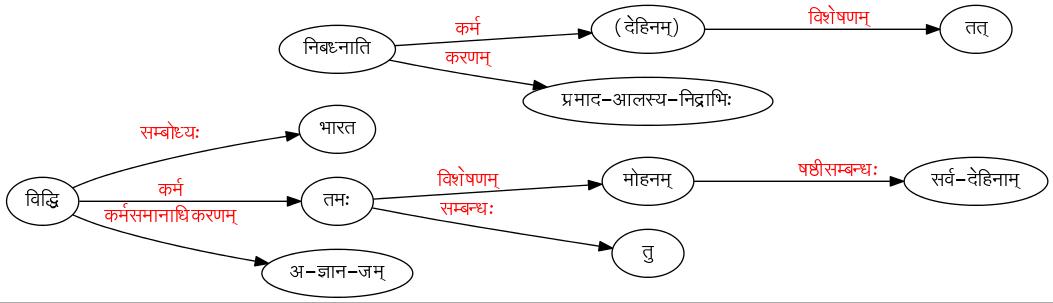 विशेषणम्
कर्म
(देहिनम्)
तत्
निबध्नाति
करणम्
प्रमाद-आलस्य-निद्राभिः
सम्बोध्यः
भारत
विशेषणम्
षष्ठीसम्बन्धः
कर्म
मोहनम्
सर्व-देहिनाम्
विद्धि
तमः
कर्मसमानाधिकरणम्
सम्बन्धः
तु
अ-ज्ञान-जम्